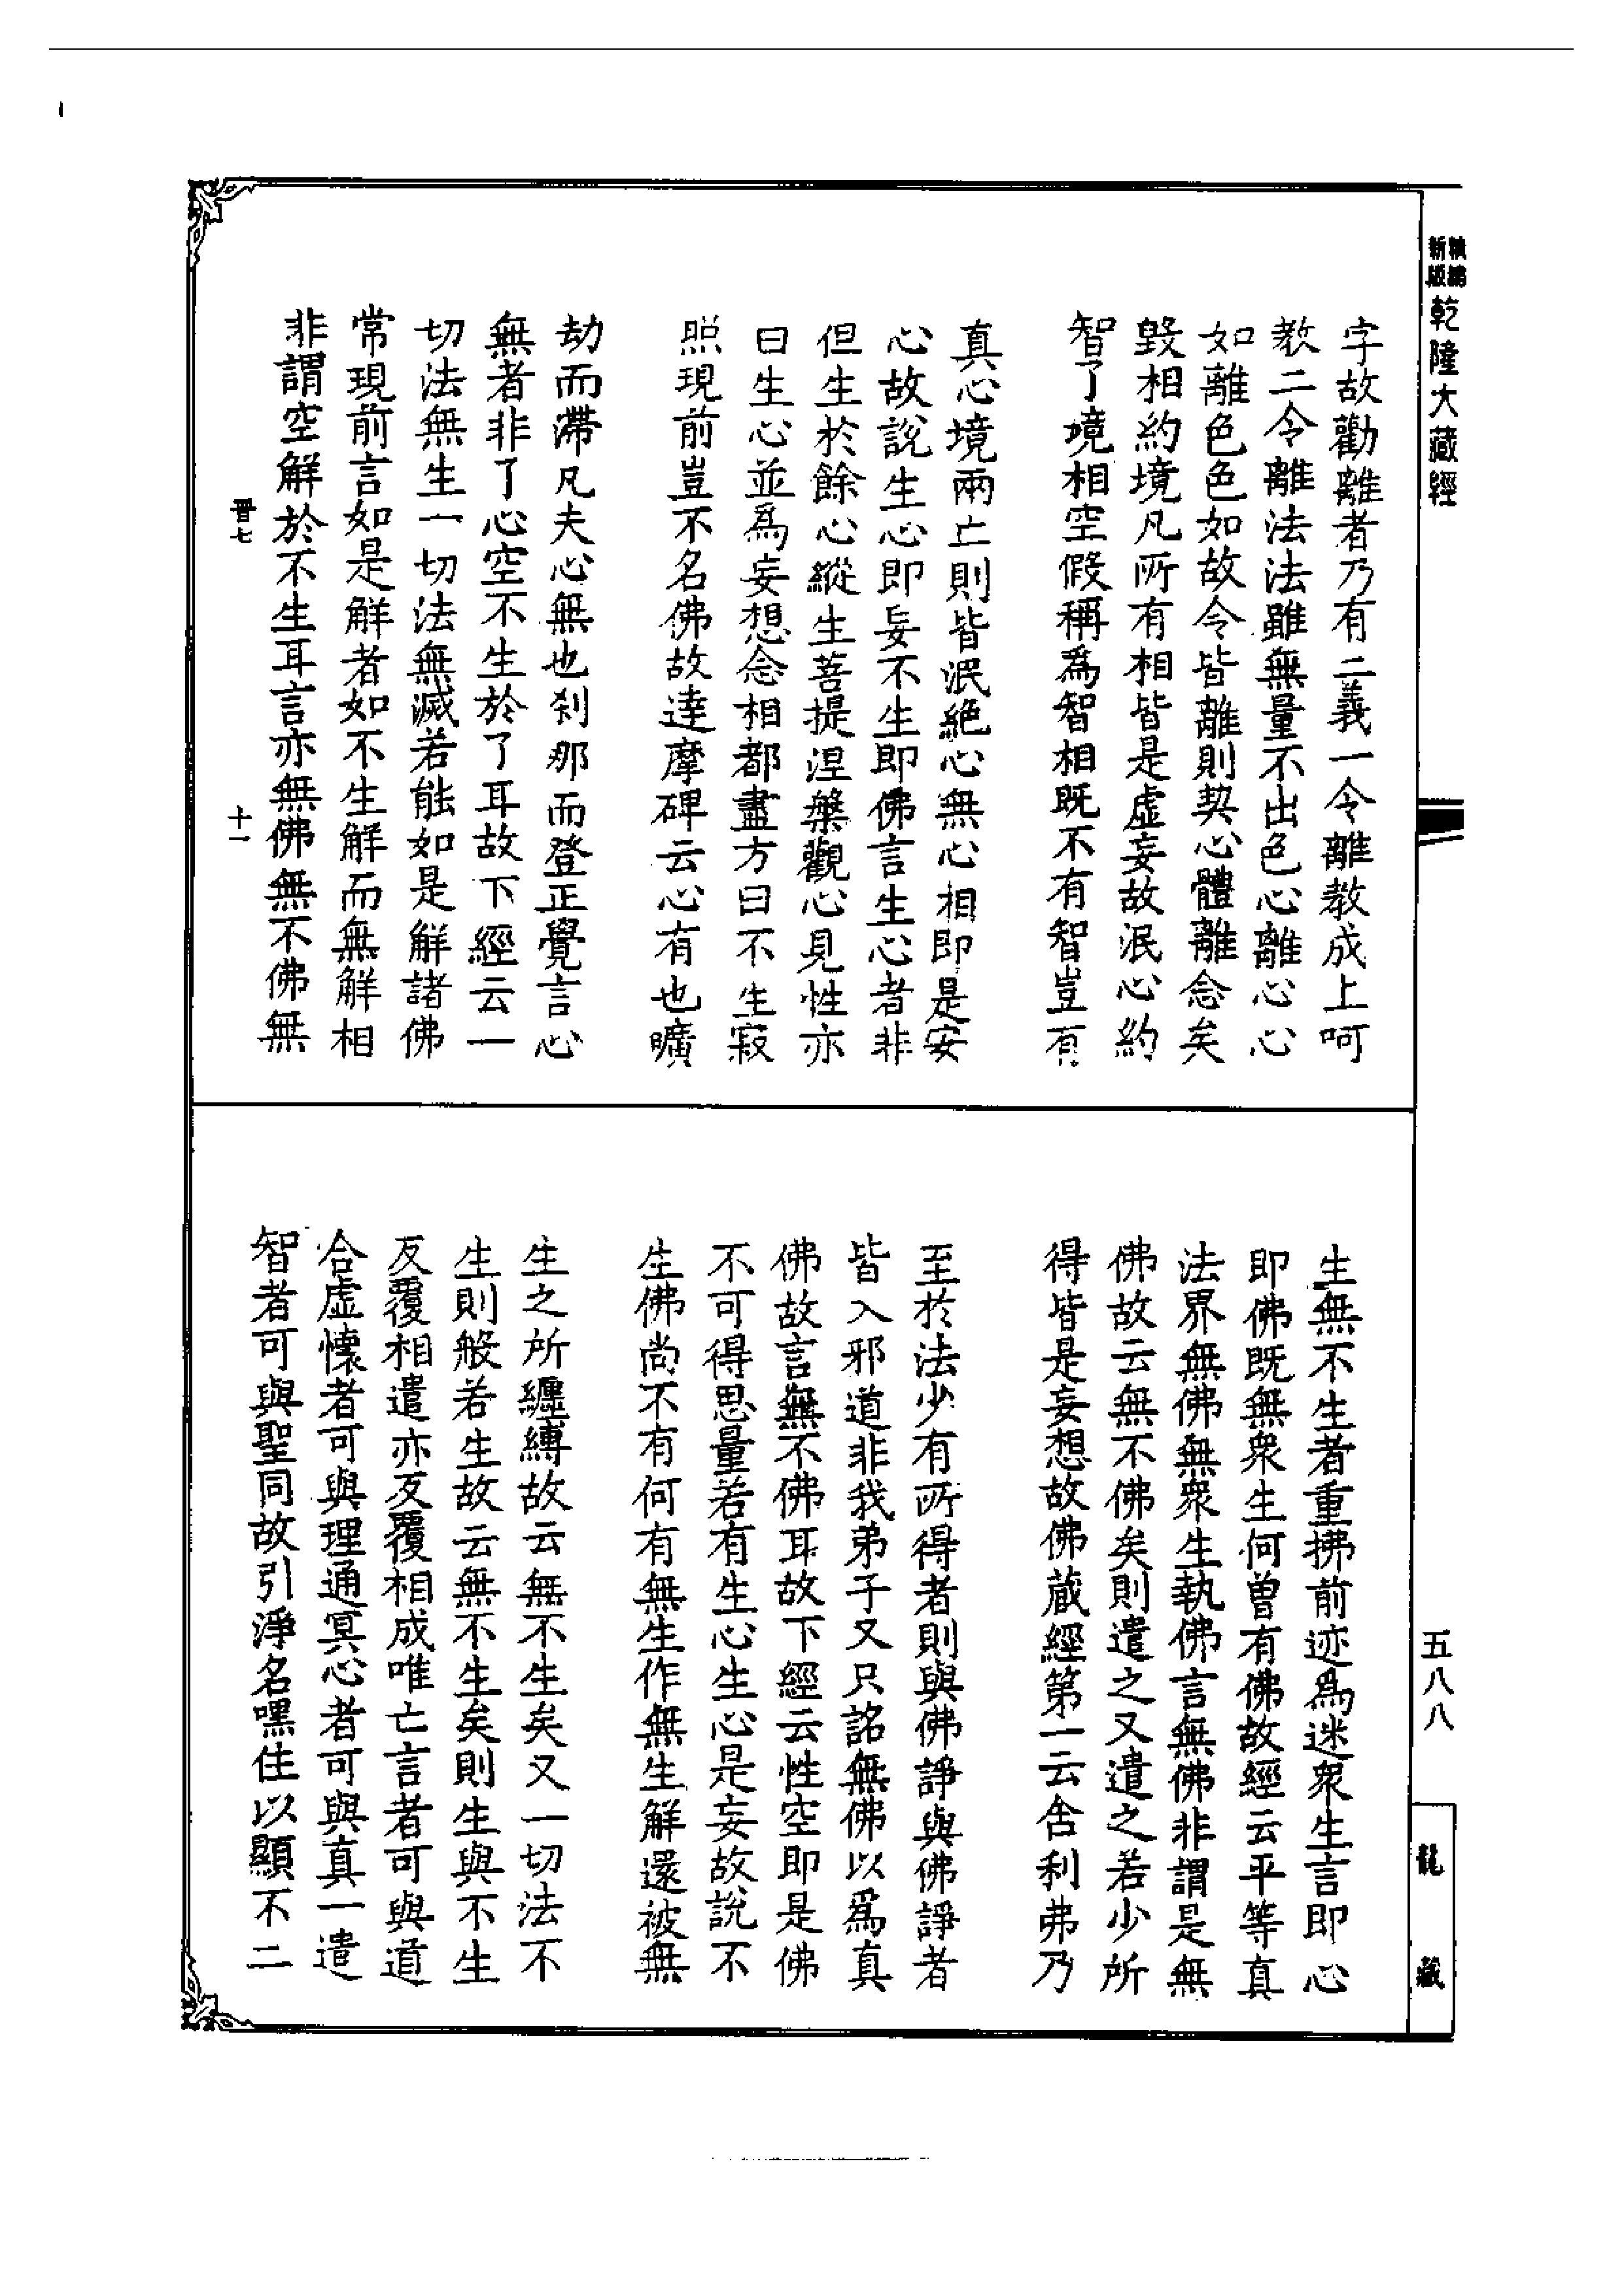 精編
新版
乾隆大藏經
字故勸離者乃有二義一令離教成上呵
教二令離法法雖無量不出色心離心心
如離色色如故令皆離則契心體離念矣
毀相約境凡所有相皆是虛妄故泯心約
智了境相空假稱爲智相既不有智豈有
真心境兩亡則皆泯絕心無心相即是安
心故說生心即妄不生即佛言生心者非
但生於餘心縱生菩提涅槃觀心見性亦
曰生心並爲妄想念相都盡方曰不生寂
照現前豈不名佛故達摩碑云心有也曠
劫而滯凡夫心無也刹那而登正覺言心
無者非了心空不生於了耳故下經云一
切法無生一切法無滅若能如是解諸佛
常現前言如是解者如不生解而無解相
非謂空解於不生耳言亦無佛無不佛無
晋七
十一
生無不生者重拂前迹爲迷衆生言即心
即佛既無衆生何曾有佛故經云平等真
法界無佛無衆生執佛言無佛非謂是無
佛故云無不佛矣則遣之又遣之若少所
得皆是妄想故佛蔵經第一云舍利弗乃
至於法少有所得者則與佛諍與佛諍者
皆入邪道非我弟子又只詺無佛以爲真
佛故言無不佛耳故下經云性空即是佛
不可得思量若有生心生心是妄故說不
生佛尚不有何有無生作無生解還被無
生之所纏縛故云無不生矣又一切法不
生則般若生故云無不生矣則生與不生
反覆相遣亦反覆相成唯亡言者可與道
合虛懷者可與理通冥心者可與真一遣
智者可與聖同故引淨名嘿住以顯不二
五八八
龍藏